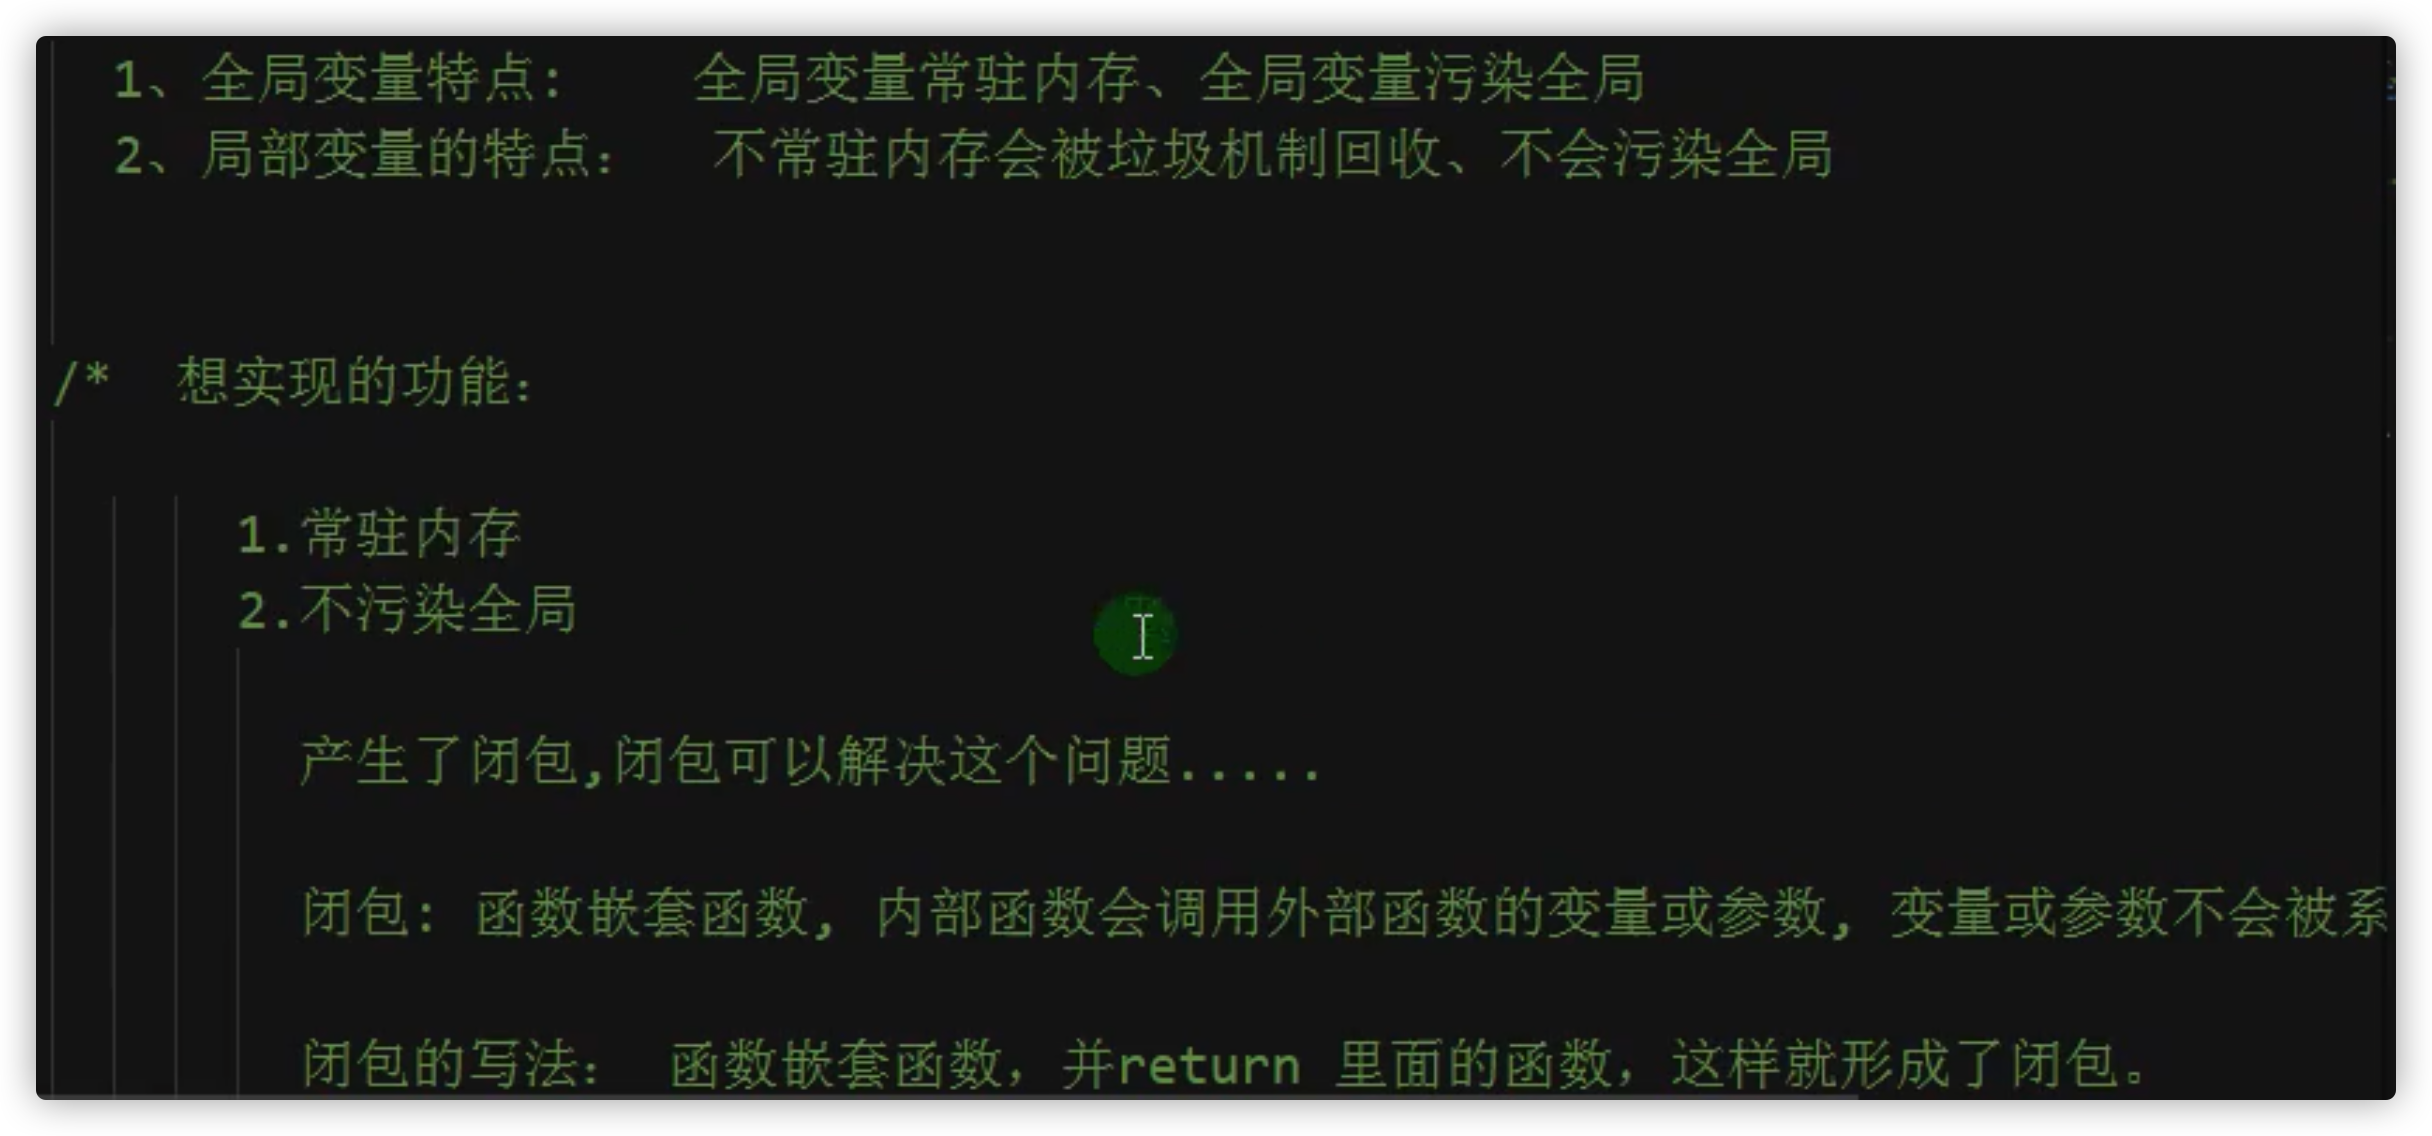 1、全局变量特点: 全局变量常驻内存、全局变量污染全局
2、局部变量的特点: 不常驻内存会被垃圾机制回收、不会污染全局
/* 想实现的功能:
1.常驻内存
2.不污染全局
产生了闭包,闭包可以解决这个问题.....
闭包: 函数嵌套函数, 内部函数会调用外部函数的变量或参数, 变量或参数不会被系
闭包的写法: 函数嵌套函数, 并return 里面的函数, 这样就形成了闭包。